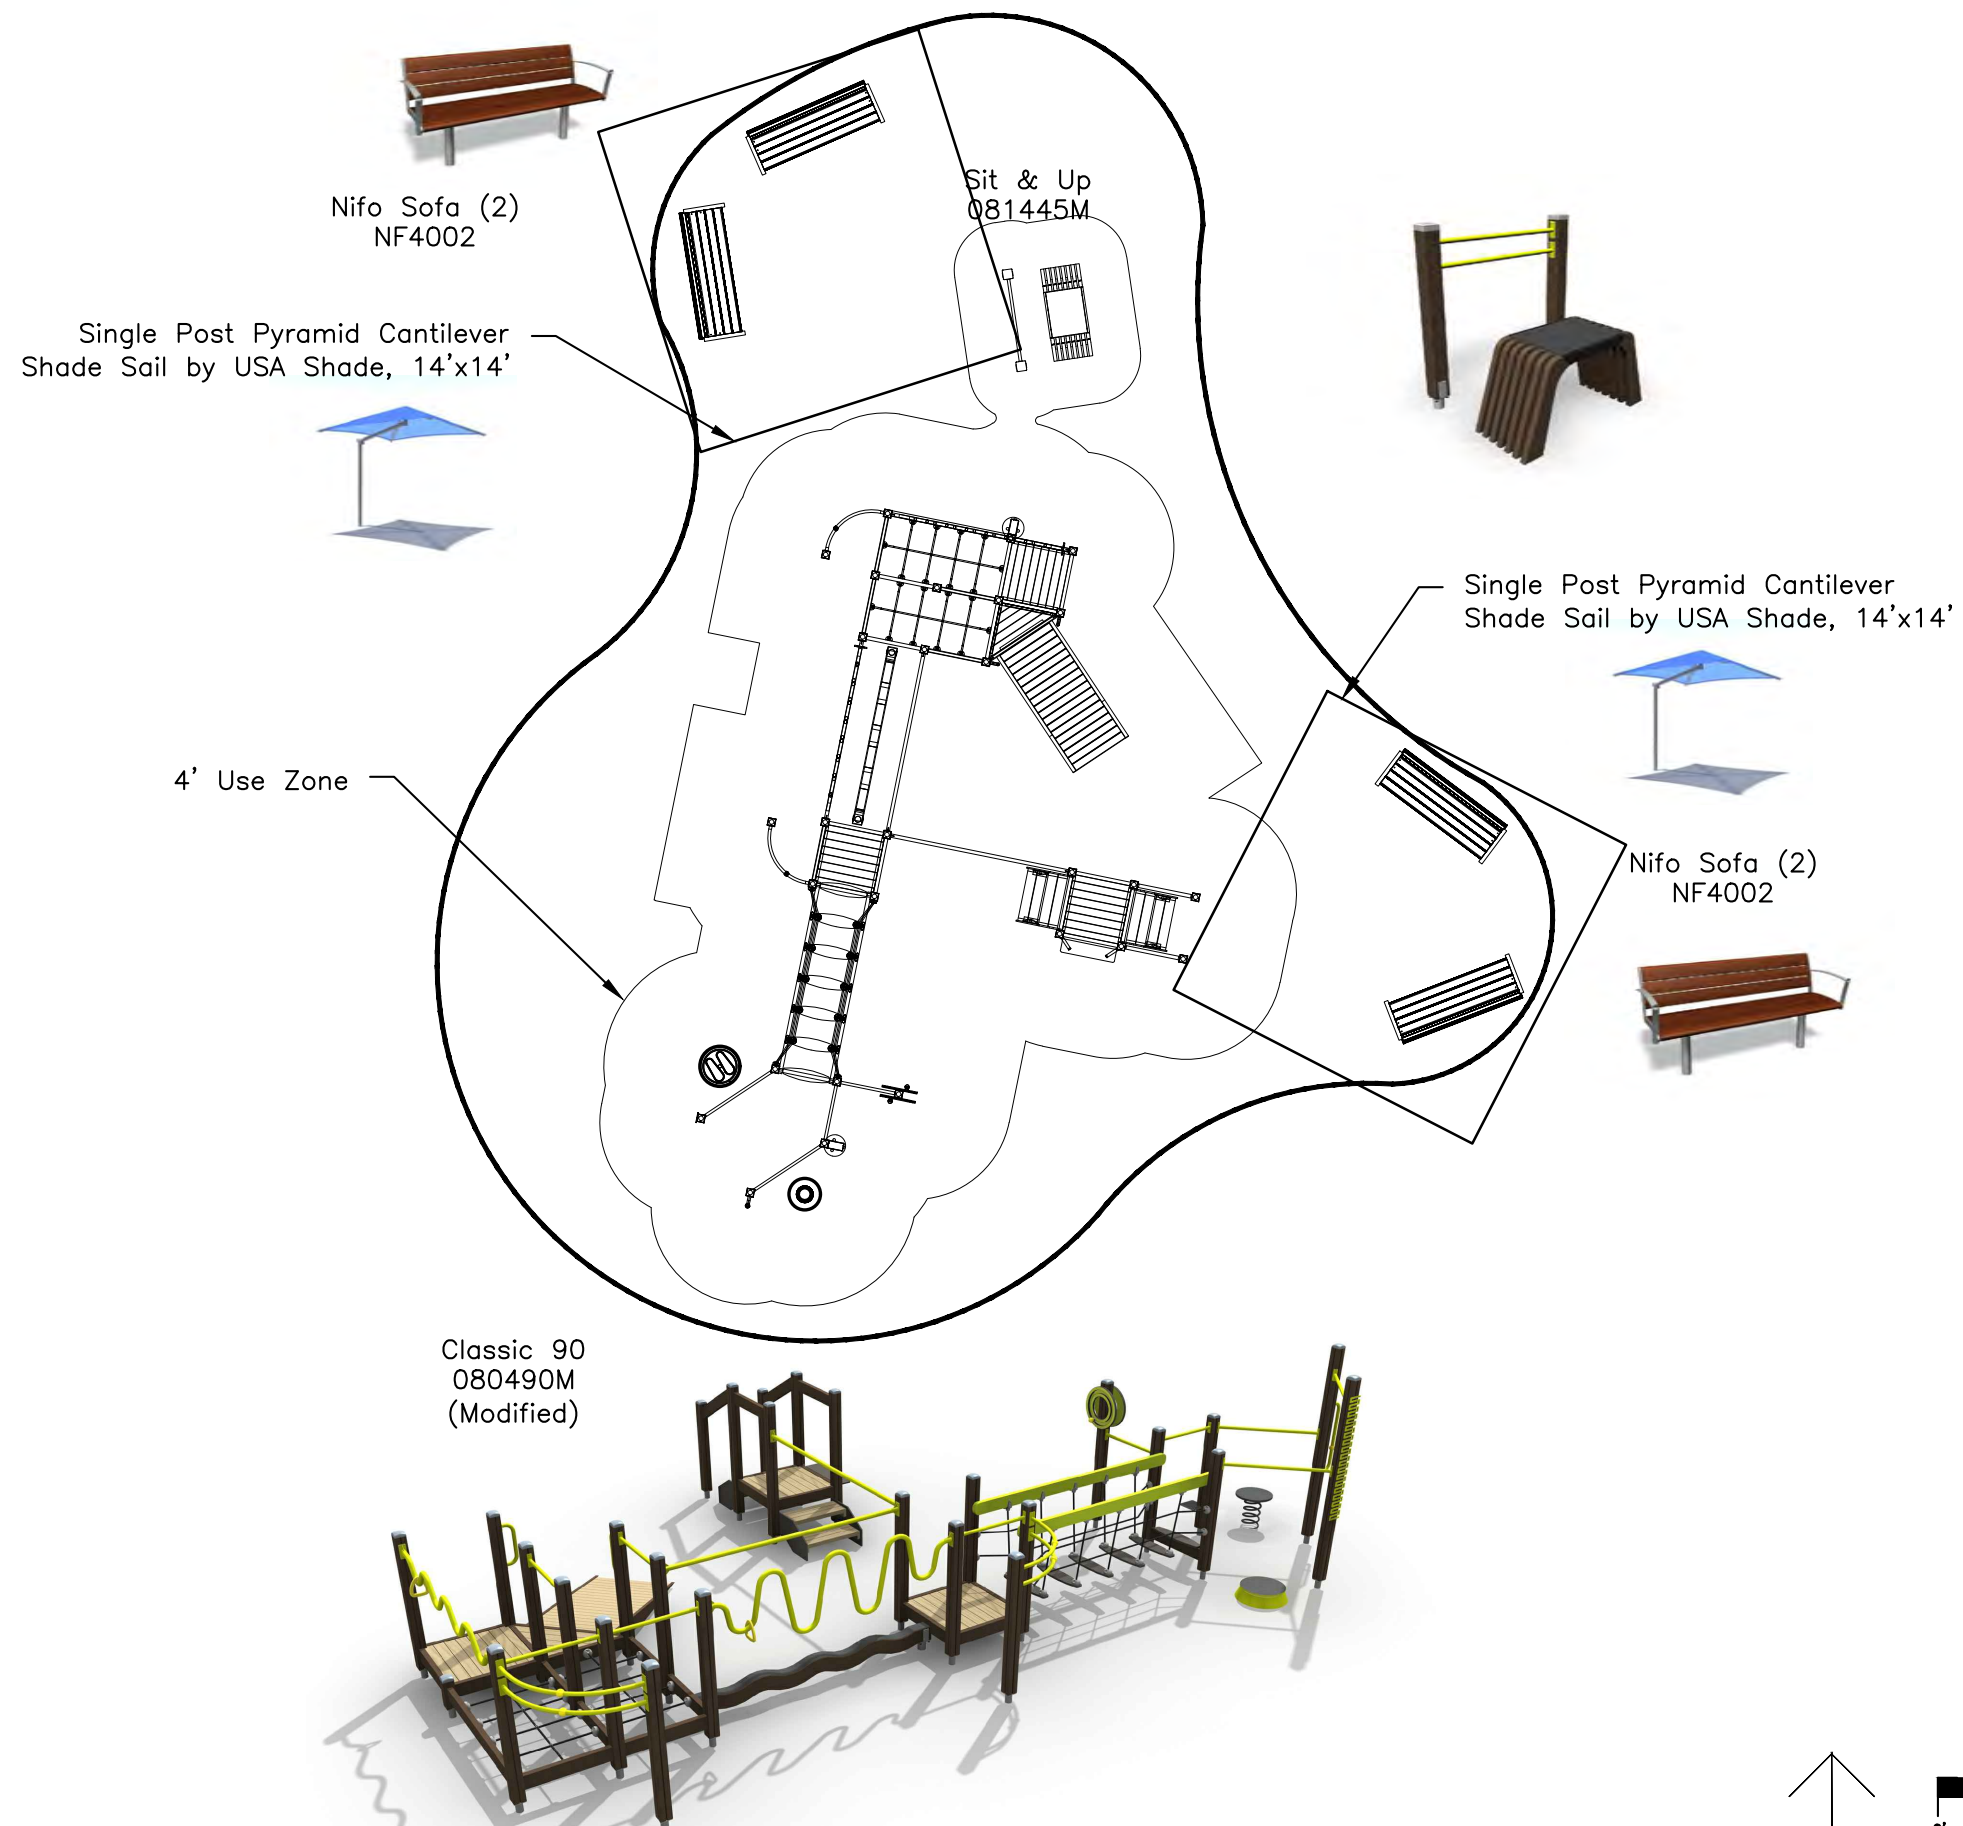 Nifo Sofa (2)
NF4002
Sit & Up
081445M
Single Post Pyramid Cantilever
Shade Sail by USA Shade, 14'x14'
Single Post Pyramid Cantilever
Shade Sail by USA Shade, 14'x14'
4' Use Zone
Nifo Sofa (2)
NF4002
Classic 90
080490M
(Modified)